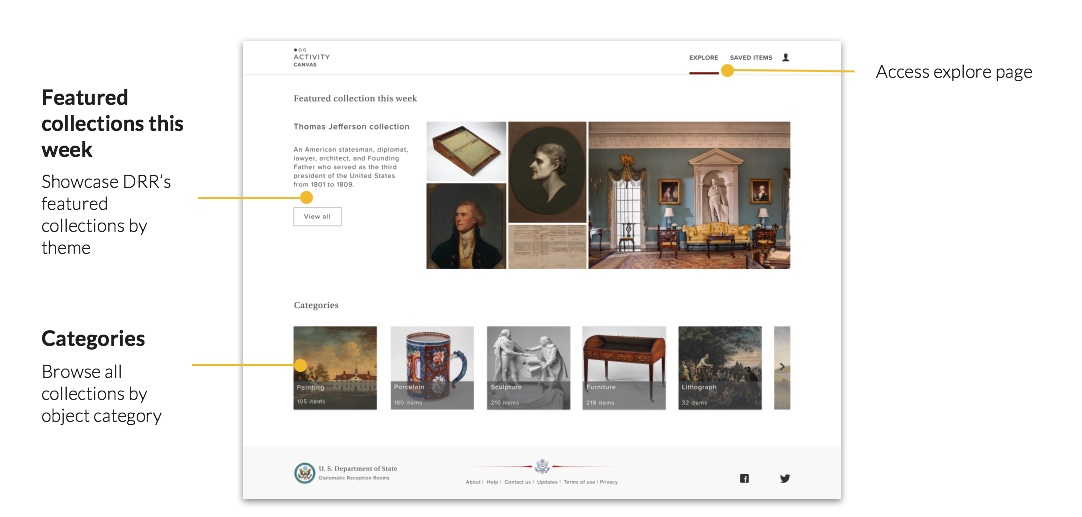 ACTIVITY
CANVAS
EXPLORE
SAVED ITEMS
Access explore page
Featured collection this week
Featured
collections this
week
Showcase DRR's
featured
collections by
theme
Thomas Jefferson collection
An American statesman, diplomat,
lawyer, architect, and Founding
Father who served as the third
president of the United States
from 1801 to 1809.
View all
Categories
Categories
Browse all
collections by
object category
Painting
105 items
Porcelain
180 items
Sculpture
210 items
Furniture
218 items
Lithograph
32 items
U. S. Department of State
Diplomatic Reception Rooms
About | Help | Contact us | Updates | Terms of use | Privacy